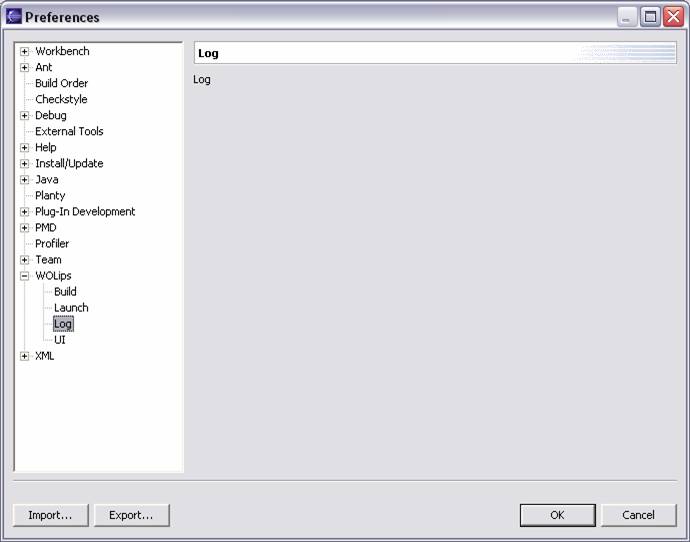 Preferences
Workbench
Ant
Build Order
Checkstyle
Debug
External Tools
Help
Install/Update
Java
Planty
Plug-In Development
PMD
Profiler
Team
WOLips
Build
Launch
Log
UI
XML
Log
Log
Import...
Export...
OK
Cancel